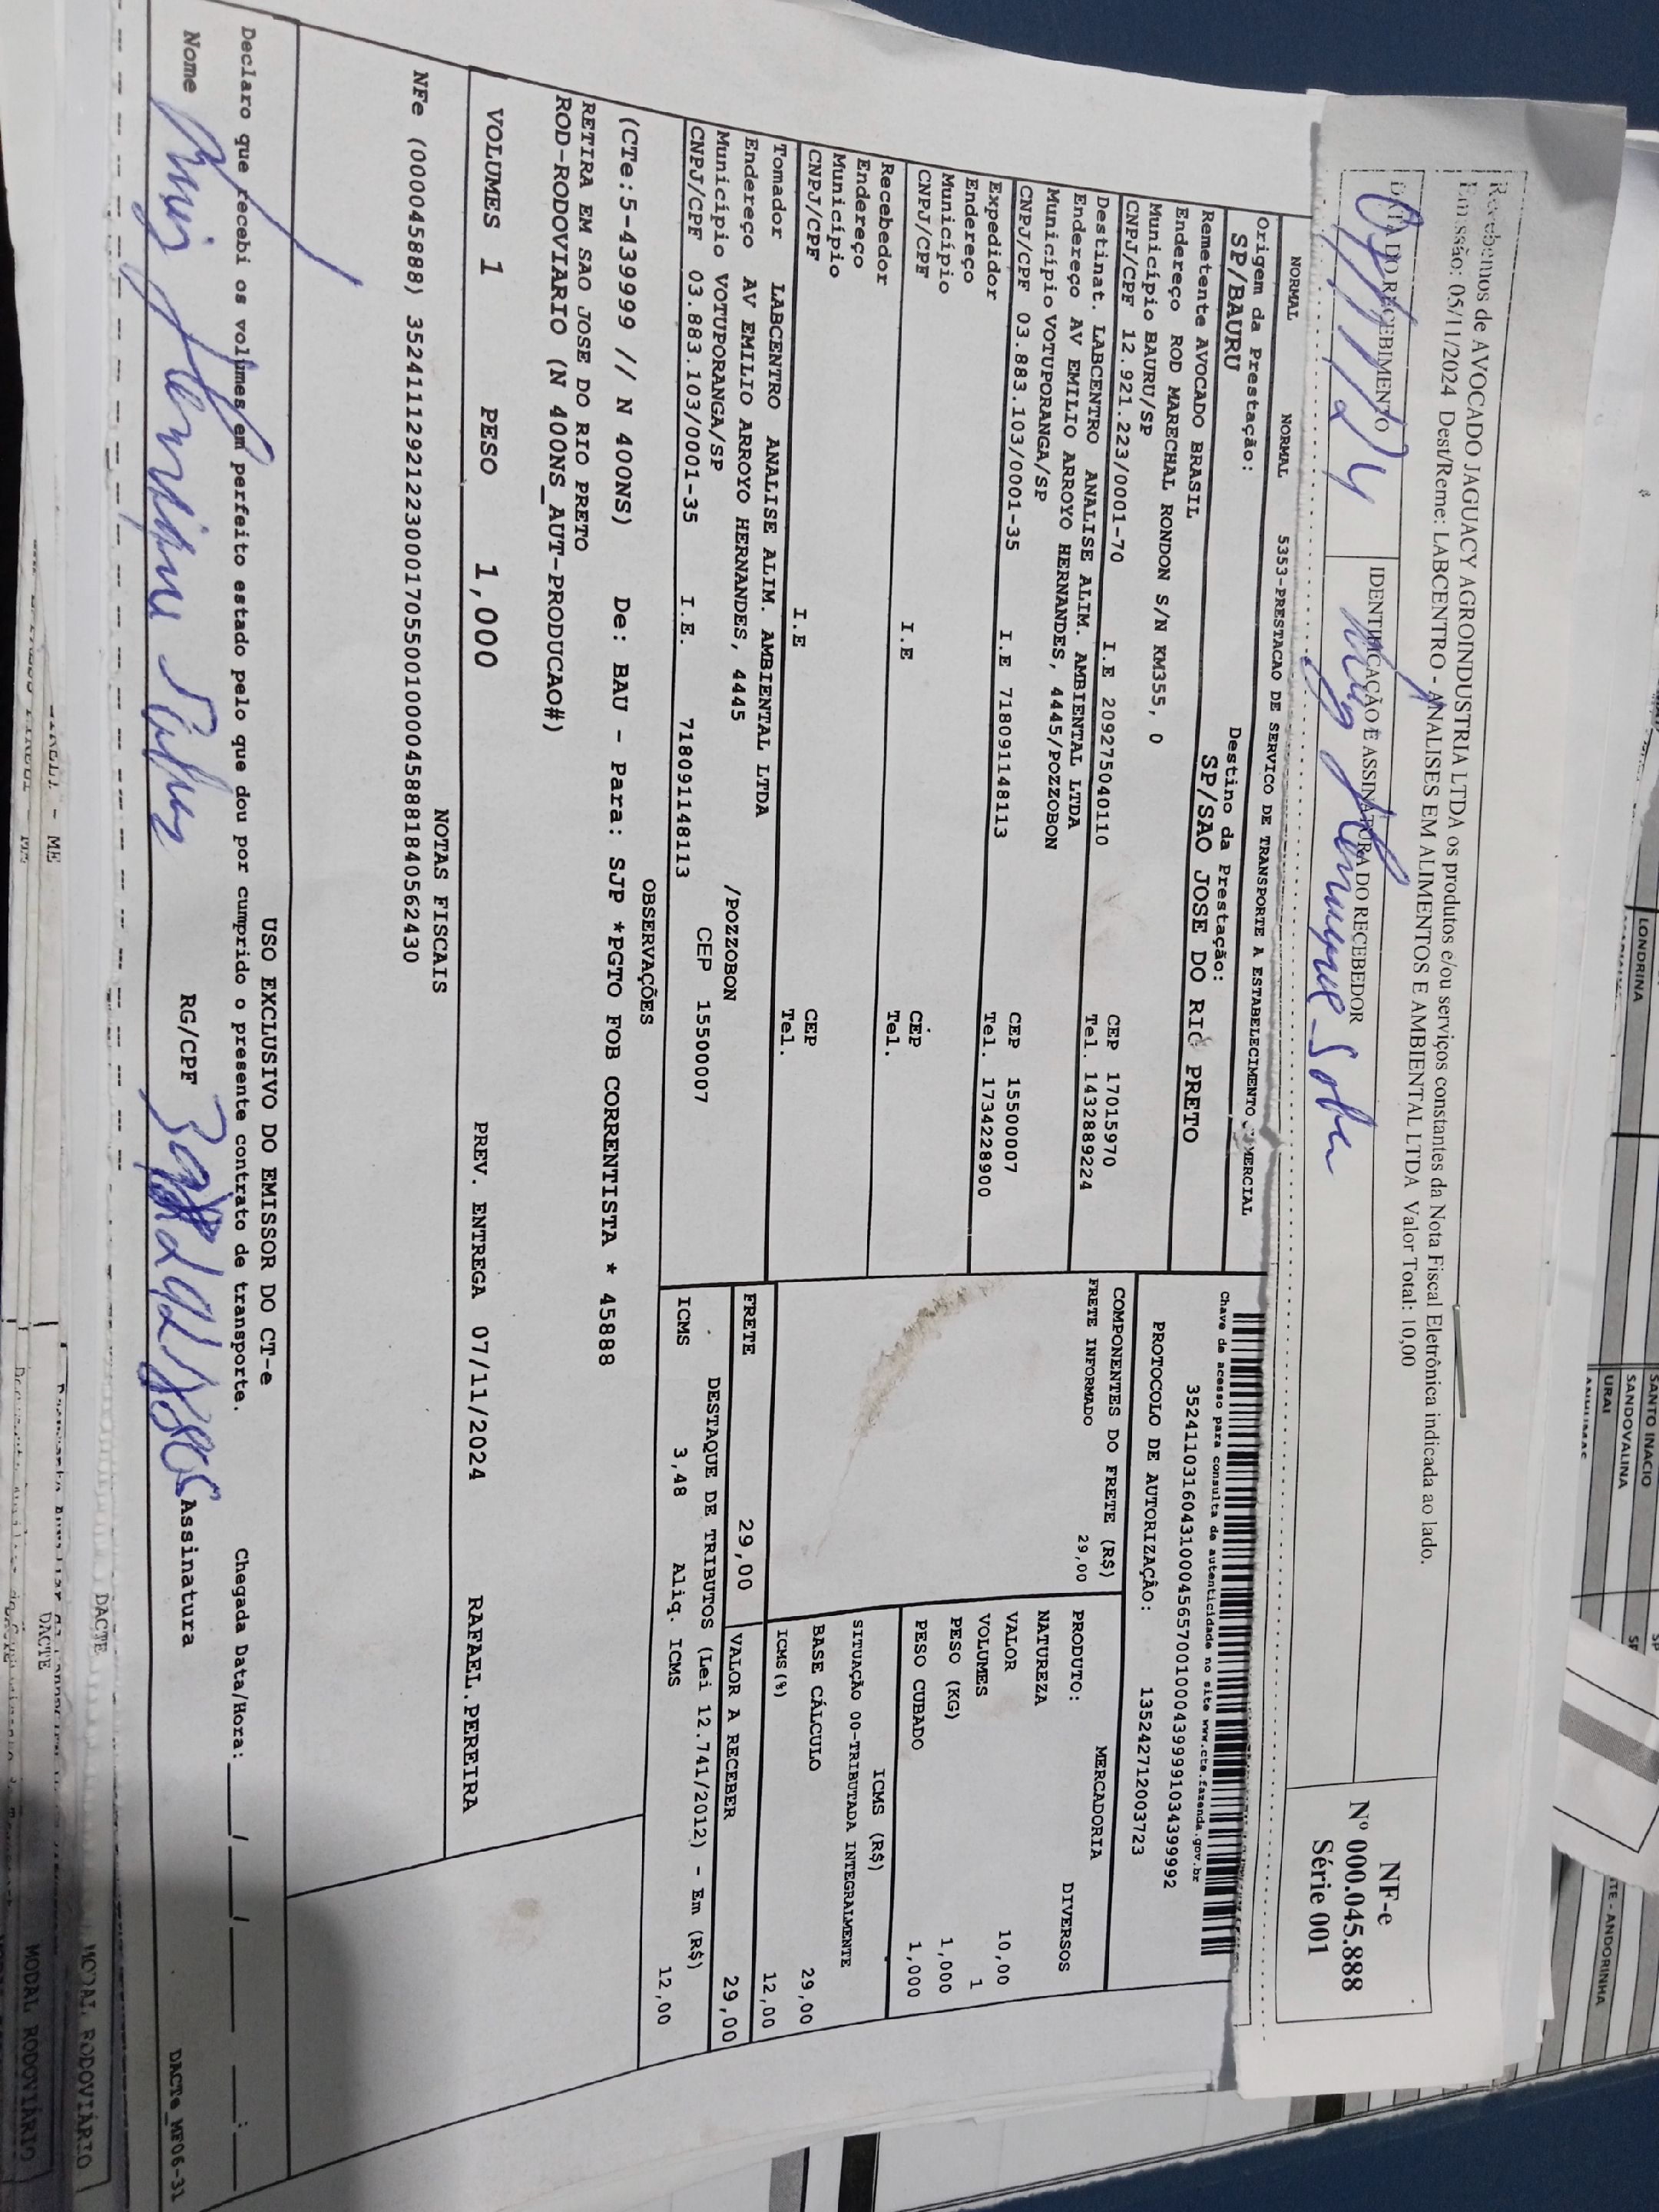 Recebemos de AVOCADO JAGUACY AGROINDUSTRIA LTDA os produtos e/ou serviços constantes da Nota Fiscal Eletrônica indicada ao lado.
Emissão: 05/11/2024 Dest/Reme: LABCENTRO - ANALISES EM ALIMENTOS E AMBIENTAL LTDA Valor Total: 10,00
DATA DO RECEBIMENTO
IDENTIFICAÇÃO E ASSINATURA DO RECEBEDOR
NF-e
Nº 000.045.888
Série 001
NORMAL NORMAL 5353-PRESTACAO DE SERVICO DE TRANSPORTE A ESTABELECIMENTO COMERCIAL
Origem da Prestação: Destino da Prestação:
SP/BAURU SP/SAO JOSE DO RIO PRETO
Remetente AVOCADO BRASIL
Endereço ROD MARECHAL RONDON S/N KM355, 0
Município BAURU/SP CEP 17015970
CNPJ/CPF 12.921.223/0001-70 I.E 209275040110 Tel. 1432889224
Destinat. LABCENTRO ANALISE ALIM. AMBIENTAL LTDA
Endereço AV EMILIO ARROYO HERNANDES, 4445/POZZOBON
Município VOTUPORANGA/SP CEP 15500007
CNPJ/CPF 03.883.103/0001-35 I.E 718091148113 Tel. 1734228900
Expedidor
Endereço
Município CEP
CNPJ/CPF I.E Tel.
Recebedor
Endereço
Município CEP
CNPJ/CPF I.E Tel.
Tomador LABCENTRO ANALISE ALIM. AMBIENTAL LTDA
Endereço AV EMILIO ARROYO HERNANDES, 4445 /POZZOBON
Município VOTUPORANGA/SP CEP 15500007
CNPJ/CPF 03.883.103/0001-35 I.E. 718091148113
Chave de acesso para consulta de autenticidade no site www.cte.fazenda.gov.br
35241103160431000456570010004399991034399992
PROTOCOLO DE AUTORIZAÇÃO: 135242712003723
COMPONENTES DO FRETE (R$)
FRETE INFORMADO 29,00
PRODUTO: MERCADORIA
NATUREZA DIVERSOS
VALOR 10,00
VOLUMES 1
PESO (KG) 1,000
PESO CUBADO 1,000
ICMS (R$)
SITUAÇÃO 00-TRIBUTADA INTEGRALMENTE
BASE CÁLCULO 29,00
ICMS (%) 12,00
FRETE 29,00 VALOR A RECEBER 29,00
DESTAQUE DE TRIBUTOS (Lei 12.741/2012) - Em (R$)
ICMS 3,48 Aliq. ICMS 12,00
OBSERVAÇÕES
(CTe:5-439999 // N 400NS) De: BAU - Para: SJP *PGTO FOB CORRENTISTA * 45888
RETIRA EM SAO JOSE DO RIO PRETO
ROD-RODOVIARIO (N 400NS_AUT-PRODUCAO#)
VOLUMES 1 PESO 1,000 PREV. ENTREGA 07/11/2024 RAFAEL.PEREIRA
NOTAS FISCAIS
NFe (000045888) 35241112921223000170550010000458881840562430
USO EXCLUSIVO DO EMISSOR DO CT-e
Declaro que recebi os volumes em perfeito estado pelo que dou por cumprido o presente contrato de transporte. Chegada Data/Hora: ____/____/____ ___:___
Nome RG/CPF Assinatura
DACTe_MF06-31
DACTE
MODAL RODOVIÁRIO
DACTE
MODAL RODOVIÁRIO
LONDRINA
SANTO INACIO
SANDOVALINA
URAI